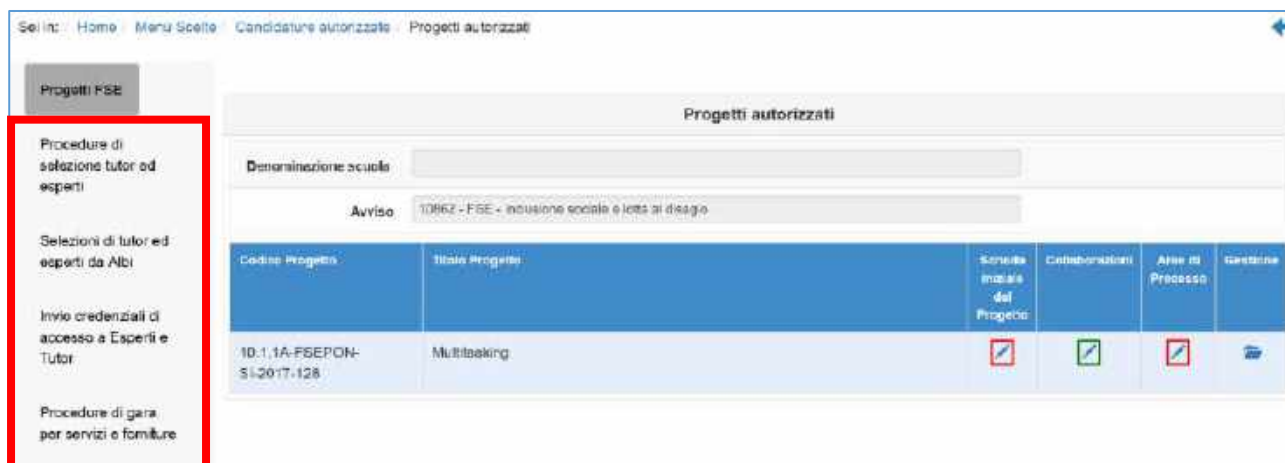 Sei in: / Home / Menù Scelte / Candidature autorizzate / Progetti autorizzati
Progetti FSE
Procedure di
selezione tutor ed
esperti
Selezioni di tutor ed
esperti da Albi
Invio credenziali di
accesso a Esperti e
Tutor
Procedure di gara
per servizi e forniture
Progetti autorizzati
Denominazione scuola
Avviso
10862 - FSE - Inclusione sociale e lotta al disagio
Codice Progetto
Titolo Progetto
Scheda
iniziale
del
Progetto
Collaborazioni
Aree di
Processo
Gestione
10.1.1A-FSEPON-
SI-2017-128
Multitasking